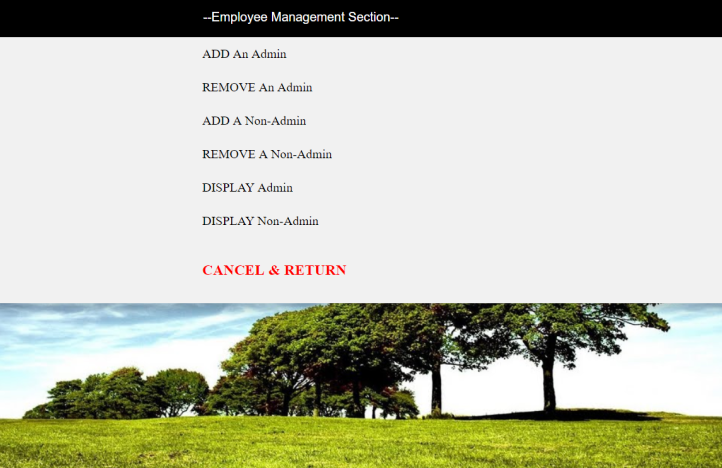 --Employee Management Section--
ADD An Admin
REMOVE An Admin
ADD A Non-Admin
REMOVE A Non-Admin
DISPLAY Admin
DISPLAY Non-Admin
CANCEL & RETURN